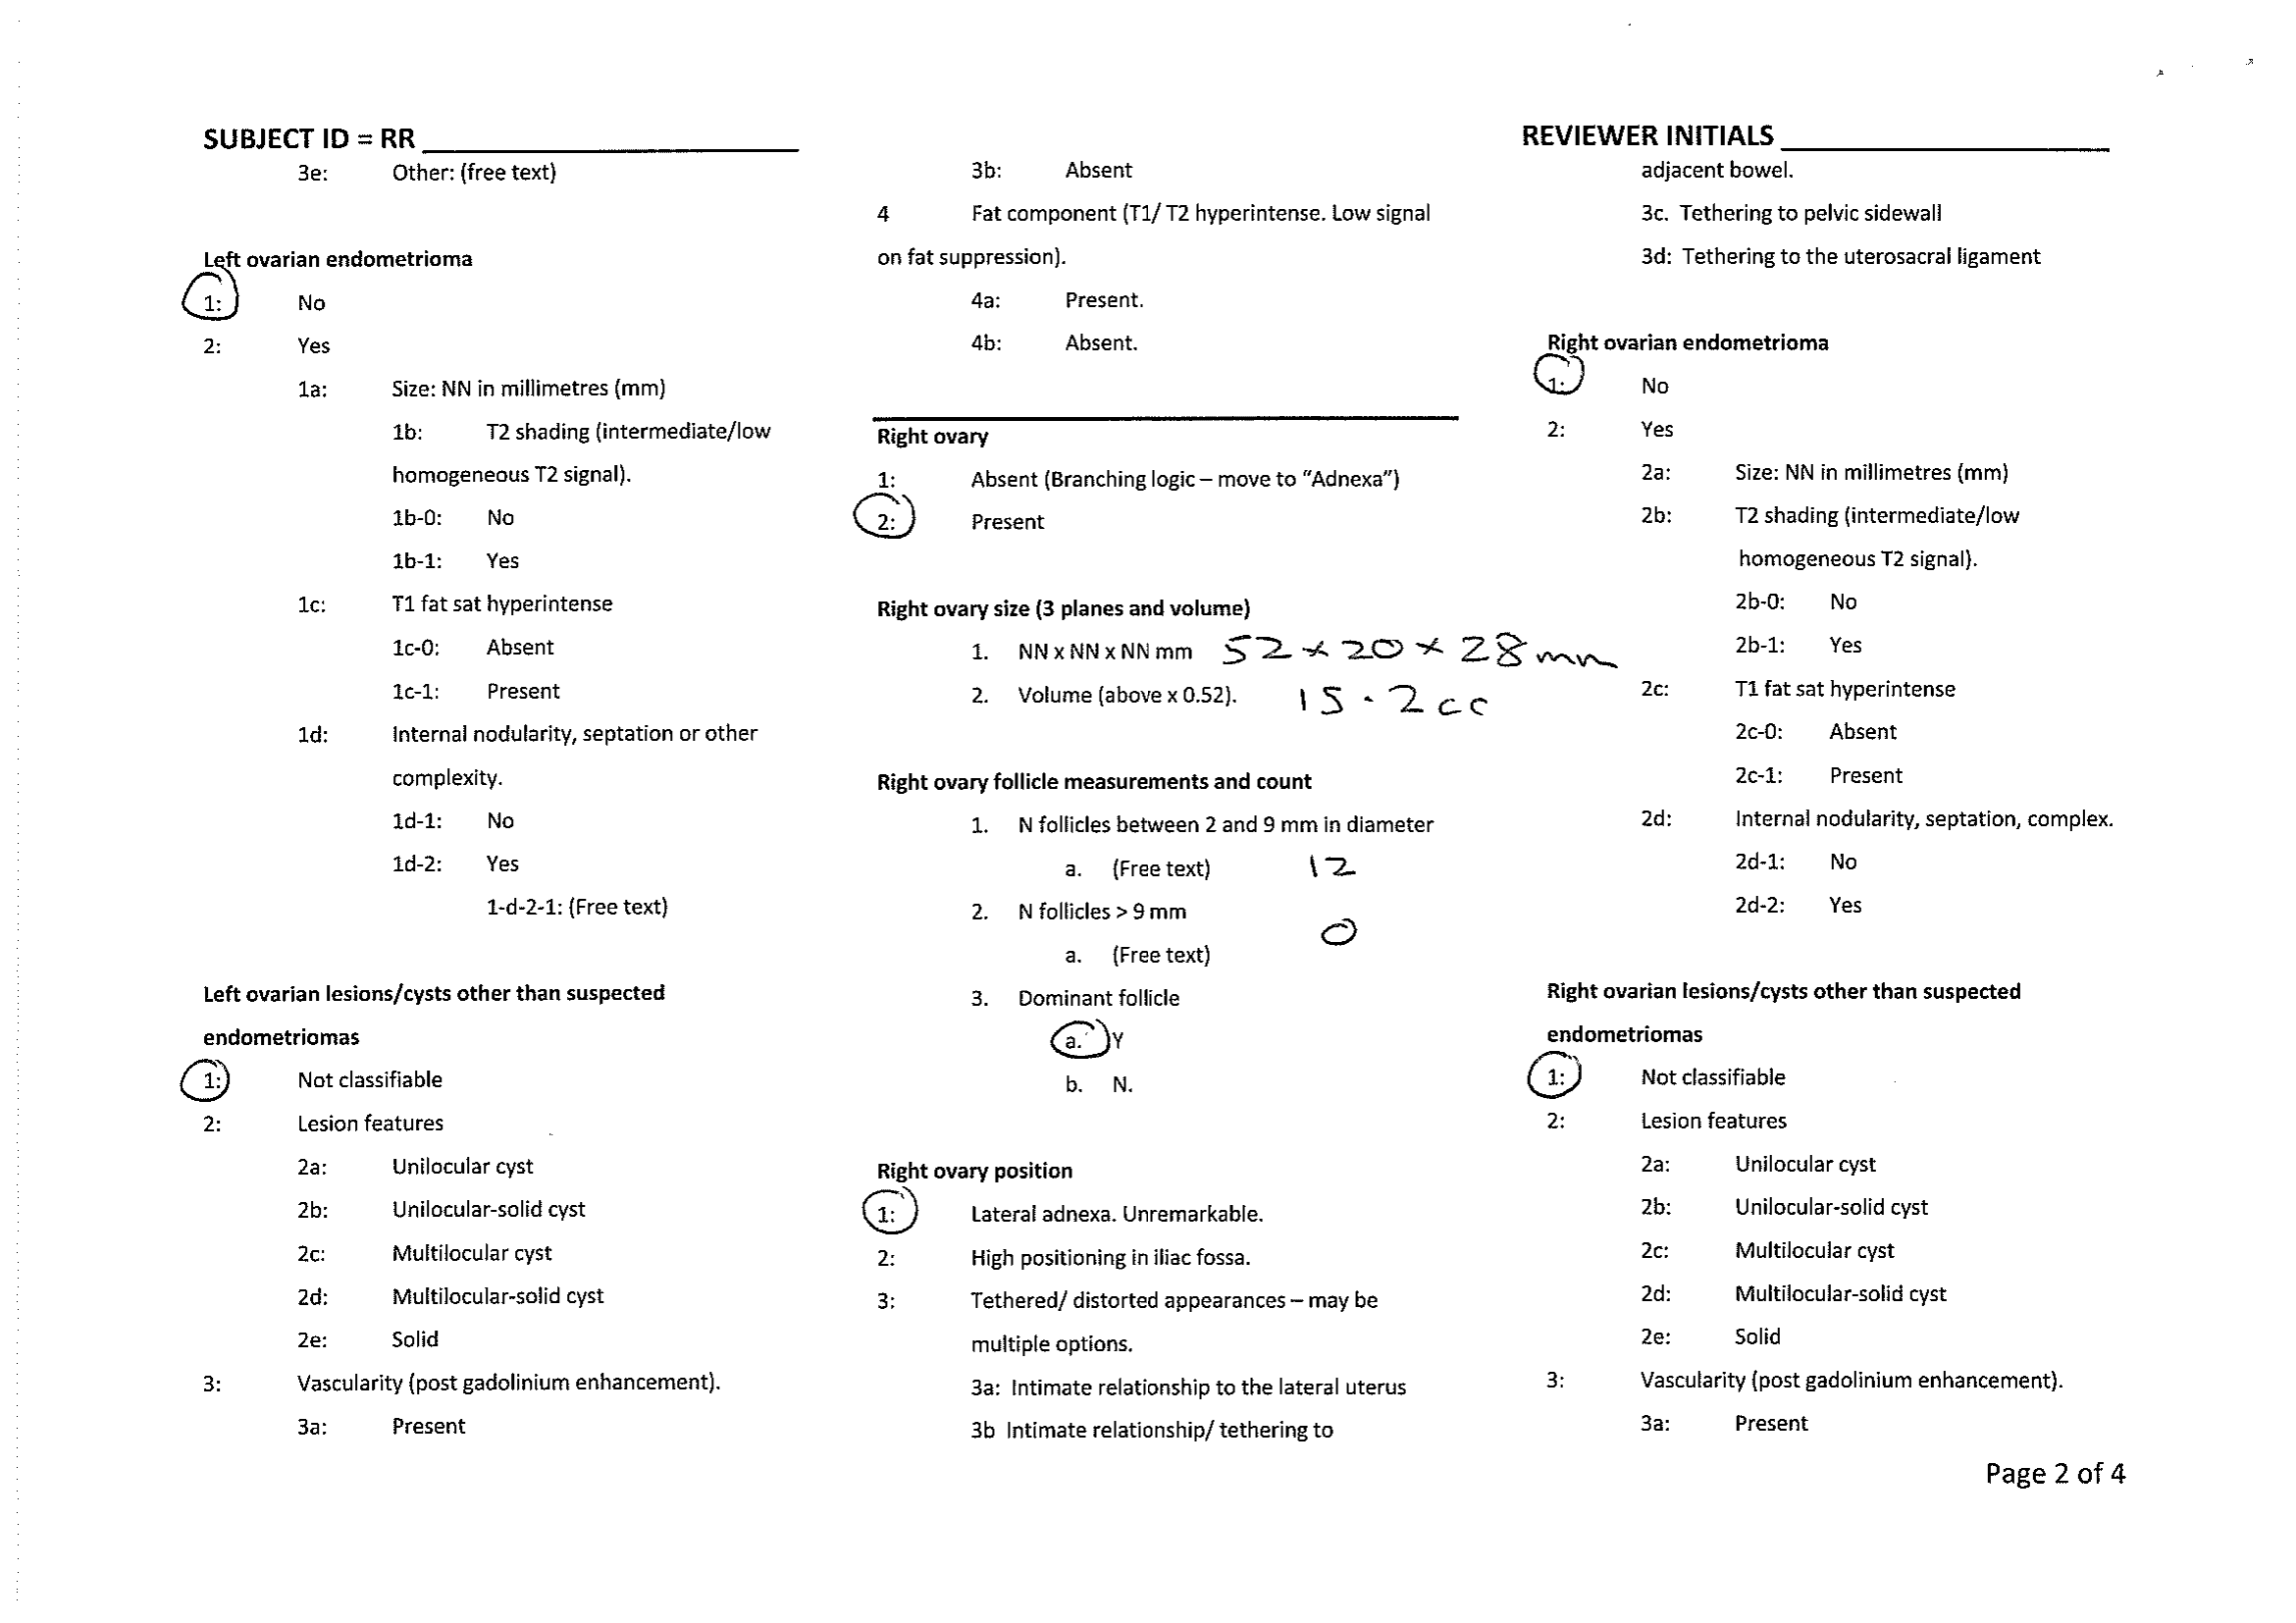 SUBJECT ID = RR
3e: Other: (free text)
Left ovarian endometrioma
1: No
2: Yes
1a: Size: NN in millimetres (mm)
1b: T2 shading (intermediate/low
homogeneous T2 signal).
1b-0: No
1b-1: Yes
1c: T1 fat sat hyperintense
1c-0: Absent
1c-1: Present
1d: Internal nodularity, septation or other
complexity.
1d-1: No
1d-2: Yes
1-d-2-1: (Free text)
Left ovarian lesions/cysts other than suspected
endometriomas
1: Not classifiable
2: Lesion features
2a: Unilocular cyst
2b: Unilocular-solid cyst
2c: Multilocular cyst
2d: Multilocular-solid cyst
2e: Solid
3: Vascularity (post gadolinium enhancement).
3a: Present
3b: Absent
4 Fat component (T1/ T2 hyperintense. Low signal
on fat suppression).
4a: Present.
4b: Absent.
Right ovary
1: Absent (Branching logic – move to “Adnexa”)
2: Present
Right ovary size (3 planes and volume)
1. NN x NN x NN mm 52 x 20 x 28 mm
2. Volume (above x 0.52). 15.2cc
Right ovary follicle measurements and count
1. N follicles between 2 and 9 mm in diameter
a. (Free text) 12
2. N follicles > 9 mm
0
a. (Free text)
3. Dominant follicle
a. Y
b. N.
Right ovary position
1: Lateral adnexa. Unremarkable.
2: High positioning in iliac fossa.
3: Tethered/ distorted appearances – may be
multiple options.
3a: Intimate relationship to the lateral uterus
3b Intimate relationship/ tethering to
REVIEWER INITIALS
adjacent bowel.
3c. Tethering to pelvic sidewall
3d: Tethering to the uterosacral ligament
Right ovarian endometrioma
1: No
2: Yes
2a: Size: NN in millimetres (mm)
2b: T2 shading (intermediate/low
homogeneous T2 signal).
2b-0: No
2b-1: Yes
2c: T1 fat sat hyperintense
2c-0: Absent
2c-1: Present
2d: Internal nodularity, septation, complex.
2d-1: No
2d-2: Yes
Right ovarian lesions/cysts other than suspected
endometriomas
1: Not classifiable
2: Lesion features
2a: Unilocular cyst
2b: Unilocular-solid cyst
2c: Multilocular cyst
2d: Multilocular-solid cyst
2e: Solid
3: Vascularity (post gadolinium enhancement).
3a: Present
Page 2 of 4